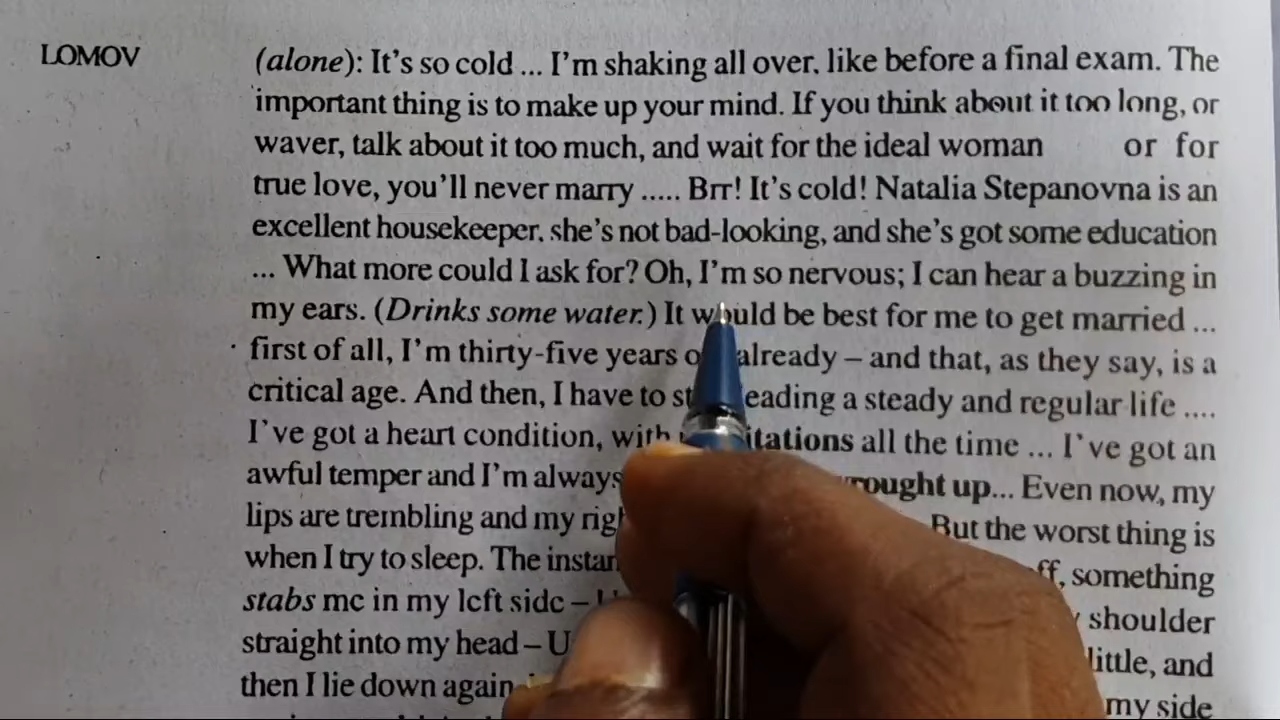 LOMOV (alone): It's so cold ... I'm shaking all over. like before a final exam. The
important thing is to make up your mind. If you think about it too long, or
waver, talk about it too much, and wait for the ideal woman or for
true love, you'll never marry ..... Brr! It's cold! Natalia Stepanovna is an
excellent housekeeper. she's not bad-looking, and she's got some education
... What more could I ask for? Oh, I'm so nervous; I can hear a buzzing in
my ears. (Drinks some water.) It would be best for me to get married ...
first of all, I'm thirty-five years already – and that, as they say, is a
critical age. And then, I have to a steady and regular life ....
I've got a heart condition, with all the time ... I've got an
awful temper and I'm always up... Even now, my
lips are trembling and my But the worst thing is
when I try to sleep. The something
stabs me in my left side – shoulder
straight into my head – little, and
then I lie down again my side